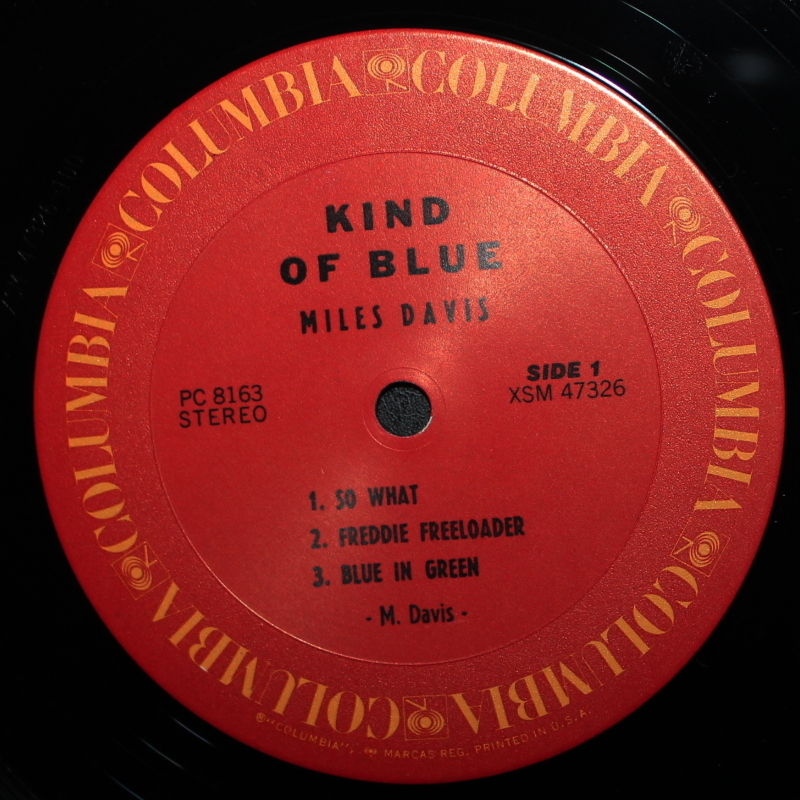 COLUMBIA COLUMBIA COLUMBIA COLUMBIA COLUMBIA COLUMBIA
KIND
OF BLUE
MILES DAVIS
PC 8163
STEREO
SIDE 1
XSM 47326
1. SO WHAT
2. FREDDIE FREELOADER
3. BLUE IN GREEN
- M. Davis -
"COLUMBIA", MARCAS REG. PRINTED IN U.S.A.